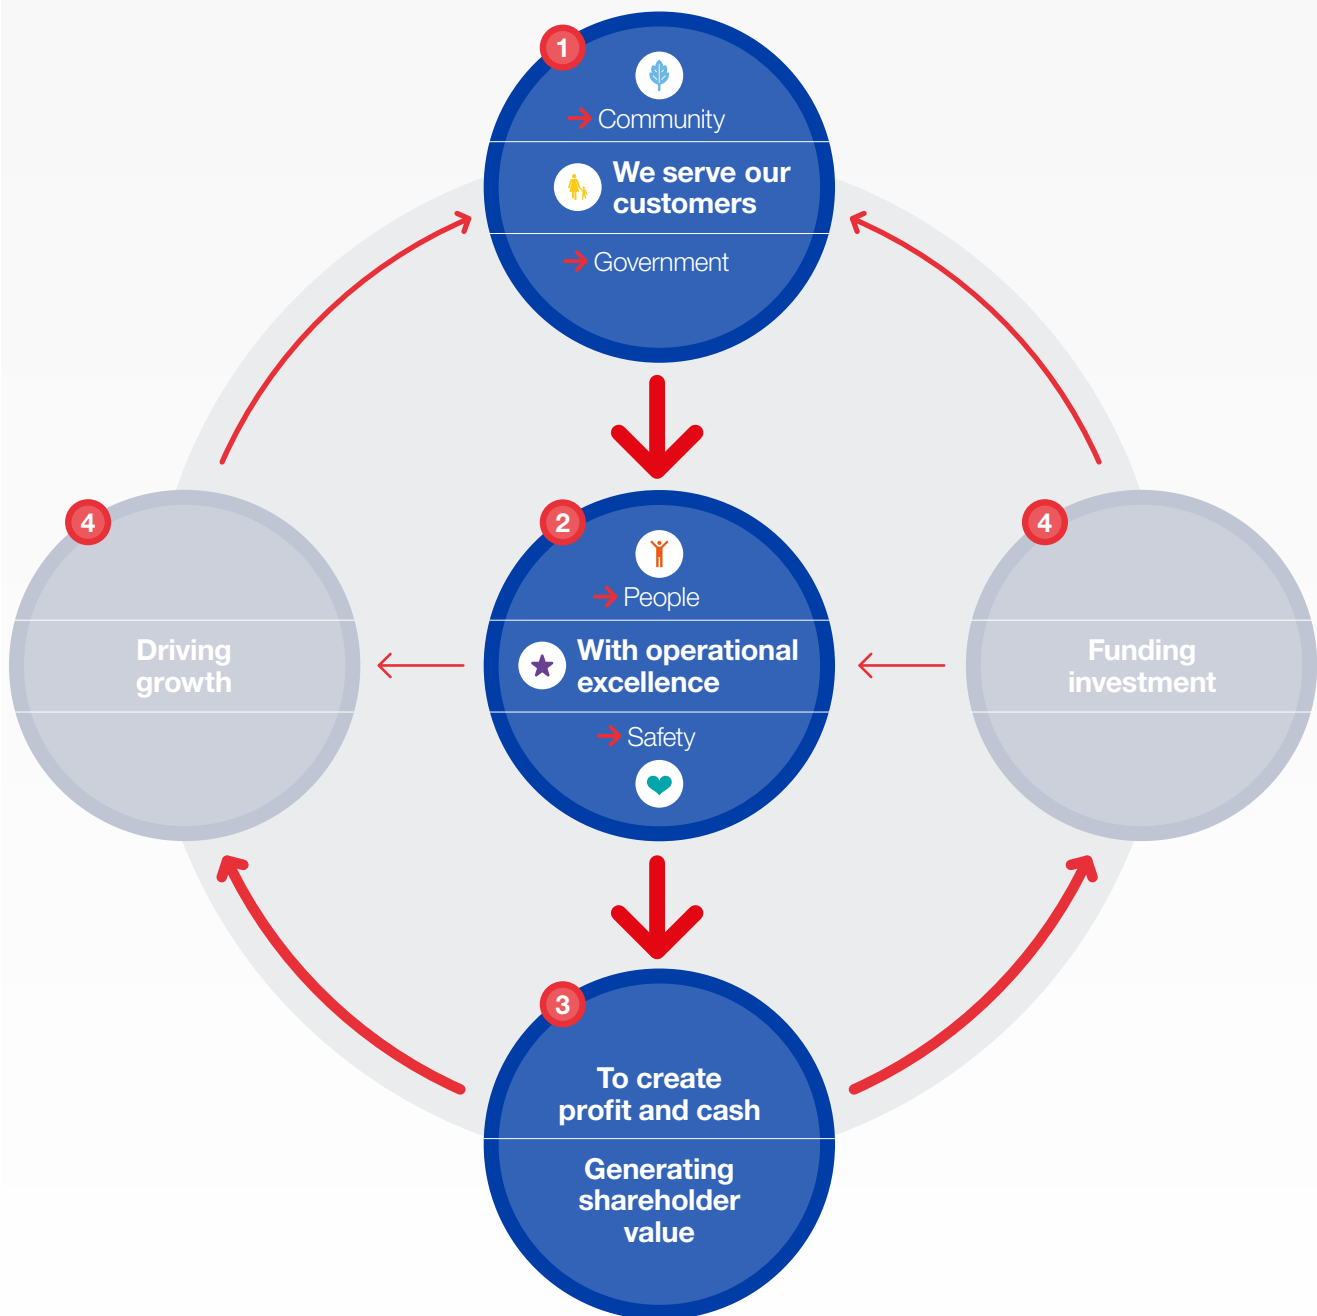 1
Community
We serve our
customers
Government
4
Driving
growth
2
People
With operational
excellence
Safety
4
Funding
investment
3
To create
profit and cash
Generating
shareholder
value